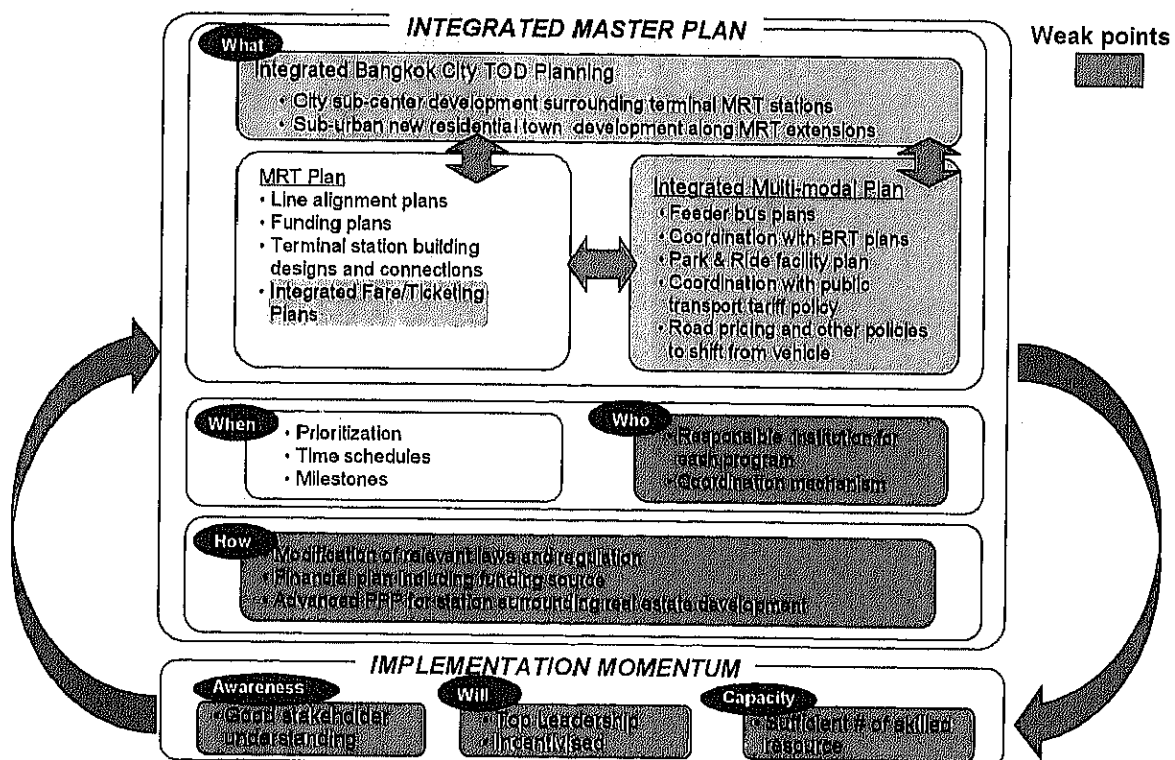 INTEGRATED MASTER PLAN
Weak points
What
Integrated Bangkok City TOD Planning
• City sub-center development surrounding terminal MRT stations
• Sub-urban new residential town development along MRT extensions
MRT Plan
• Line alignment plans
• Funding plans
• Terminal station building
designs and connections
• Integrated Fare/Ticketing
Plans
Integrated Multi-modal Plan
• Feeder bus plans
• Coordination with BRT plans
• Park & Ride facility plan
• Coordination with public
transport tariff policy
• Road pricing and other policies
to shift from vehicle
When
• Prioritization
• Time schedules
• Milestones
Who
• Responsible institution for
each program
• Coordination mechanism
How
• Modification of relevant laws and regulation
• Financial plan including funding source
• Advanced PPP for station surrounding real estate development
IMPLEMENTATION MOMENTUM
Awareness
• Good stakeholder
understanding
Will
• Top Leadership
• Incentivised
Capacity
• Sufficient # of skilled
resource